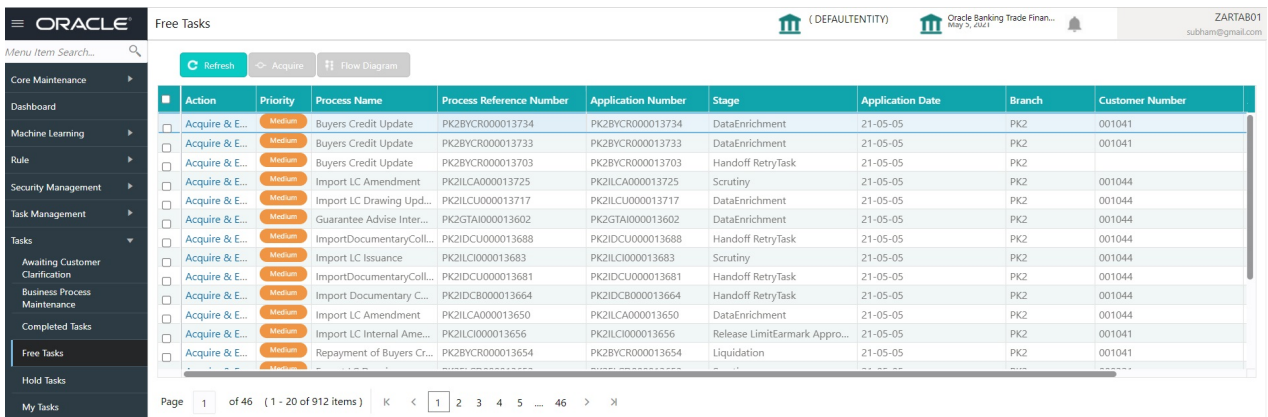 ORACLE
Free Tasks
( DEFAULTENTITY)
Oracle Banking Trade Finan...
May 5, 2021
ZARTAB01
subham@gmail.com
Menu Item Search...
Core Maintenance
Dashboard
Machine Learning
Rule
Security Management
Task Management
Tasks
Awaiting Customer
Clarification
Business Process
Maintenance
Completed Tasks
Free Tasks
Hold Tasks
My Tasks
Refresh Acquire Flow Diagram
Action Priority Process Name Process Reference Number Application Number Stage Application Date Branch Customer Number
Acquire & E... Medium Buyers Credit Update PK2BYCR000013734 PK2BYCR000013734 DataEnrichment 21-05-05 PK2 001041
Acquire & E... Medium Buyers Credit Update PK2BYCR000013733 PK2BYCR000013733 DataEnrichment 21-05-05 PK2 001041
Acquire & E... Medium Buyers Credit Update PK2BYCR000013703 PK2BYCR000013703 Handoff RetryTask 21-05-05 PK2
Acquire & E... Medium Import LC Amendment PK2ILCA000013725 PK2ILCA000013725 Scrutiny 21-05-05 PK2 001044
Acquire & E... Medium Import LC Drawing Upd... PK2ILCU000013717 PK2ILCU000013717 DataEnrichment 21-05-05 PK2 001044
Acquire & E... Medium Guarantee Advise Inter... PK2GTAI000013602 PK2GTAI000013602 DataEnrichment 21-05-05 PK2 001044
Acquire & E... Medium ImportDocumentaryColl... PK2IDCU000013688 PK2IDCU000013688 Handoff RetryTask 21-05-05 PK2 001044
Acquire & E... Medium Import LC Issuance PK2ILCI000013683 PK2ILCI000013683 Scrutiny 21-05-05 PK2 001044
Acquire & E... Medium ImportDocumentaryColl... PK2IDCU000013681 PK2IDCU000013681 Handoff RetryTask 21-05-05 PK2 001044
Acquire & E... Medium Import Documentary C... PK2IDCB000013664 PK2IDCB000013664 Handoff RetryTask 21-05-05 PK2 001044
Acquire & E... Medium Import LC Amendment PK2ILCA000013650 PK2ILCA000013650 DataEnrichment 21-05-05 PK2 001044
Acquire & E... Medium Import LC Internal Ame... PK2ILCI000013656 PK2ILCI000013656 Release LimitEarmark Appro... 21-05-05 PK2 001041
Acquire & E... Medium Repayment of Buyers Cr... PK2BYCR000013654 PK2BYCR000013654 Liquidation 21-05-05 PK2 001041
Page 1 of 46 ( 1 - 20 of 912 items ) 1 2 3 4 5 ... 46